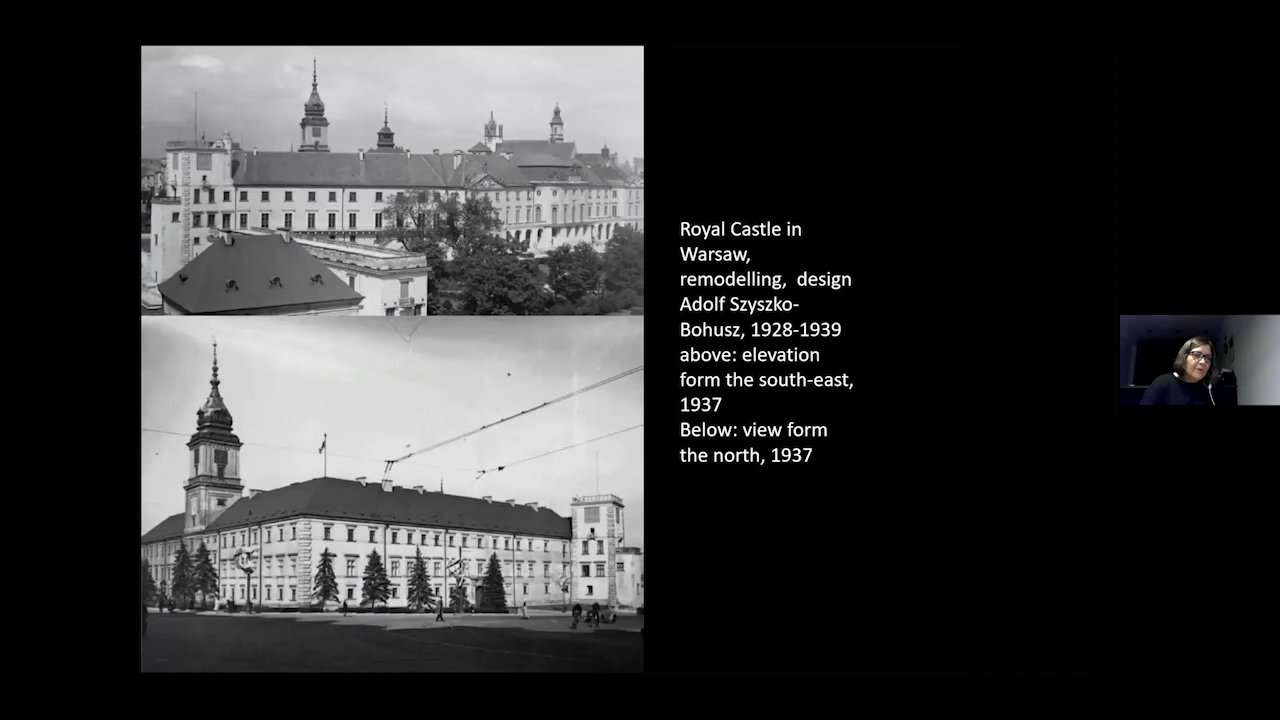 Royal Castle in
Warsaw,
remodelling,  design
Adolf Szyszko-
Bohusz, 1928-1939
above: elevation
form the south-east,
1937
Below: view form
the north, 1937